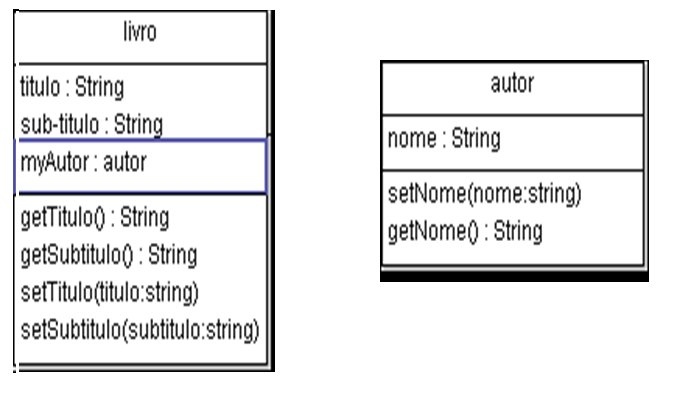 livro
titulo : String
sub-titulo : String
myAutor : autor
getTitulo() : String
getSubtitulo() : String
setTitulo(titulo:string)
setSubtitulo(subtitulo:string)
autor
nome : String
setNome(nome:string)
getNome() : String